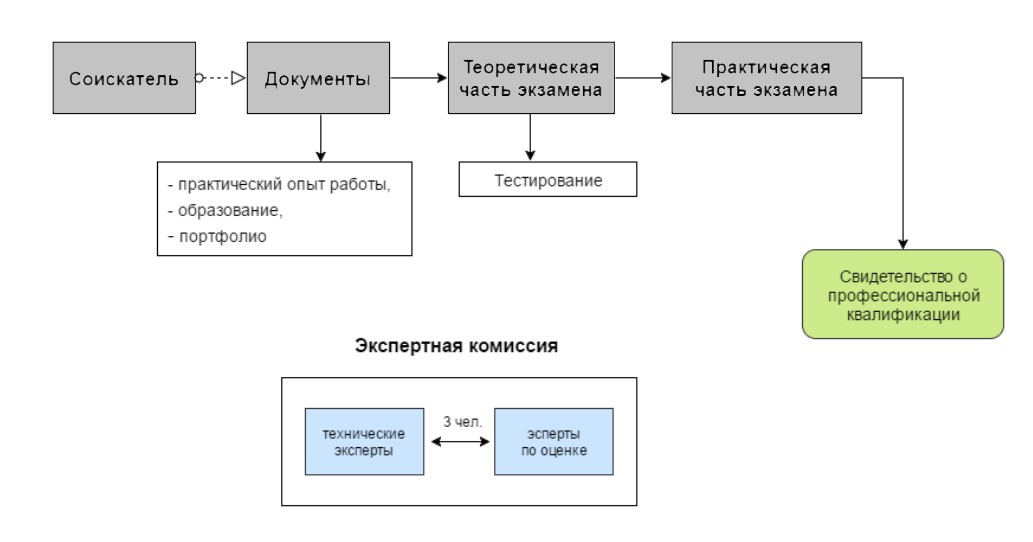 Соискатель
Документы
Теоретическая
часть экзамена
Практическая
часть экзамена
- практический опыт работы,
- образование,
- портфолио
Тестирование
Свидетельство о
профессиональной
квалификации
Экспертная комиссия
технические
эксперты
3 чел.
эсперты
по оценке